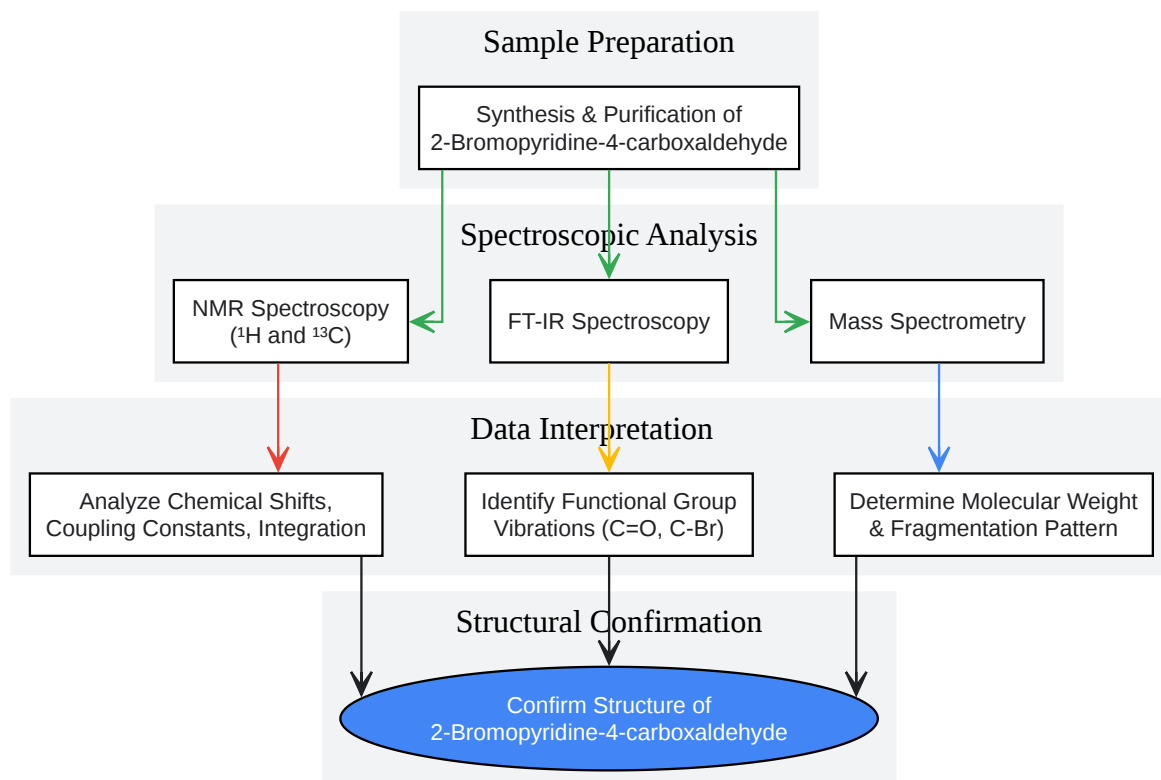 Sample Preparation
Synthesis & Purification of
2-Bromopyridine-4-carboxaldehyde
Spectroscopic Analysis
NMR Spectroscopy
(¹H and ¹³C)
FT-IR Spectroscopy
Mass Spectrometry
Data Interpretation
Analyze Chemical Shifts,
Coupling Constants, Integration
Identify Functional Group
Vibrations (C=O, C-Br)
Determine Molecular Weight
& Fragmentation Pattern
Structural Confirmation
Confirm Structure of
2-Bromopyridine-4-carboxaldehyde